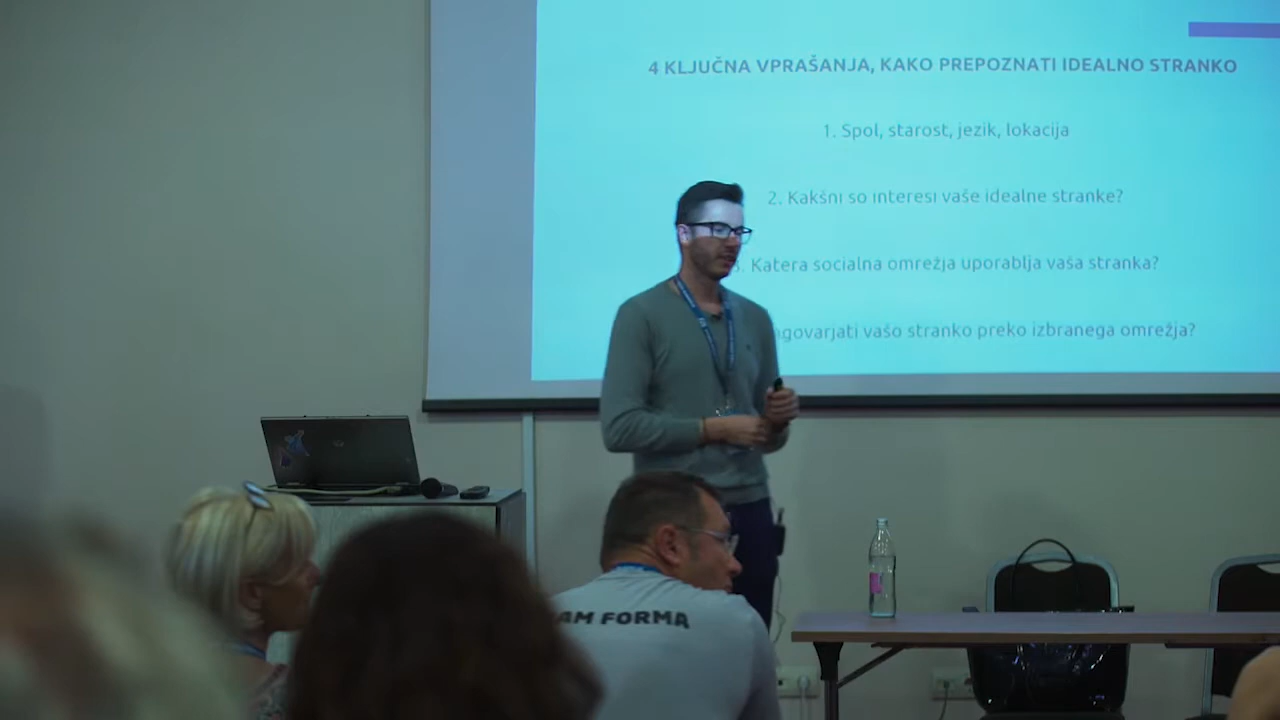 4 KLJUČNA VPRAŠANJA, KAKO PREPOZNATI IDEALNO STRANKO
1. Spol, starost, jezik, lokacija
2. Kakšni so interesi vaše idealne stranke?
3. Katera socialna omrežja uporablja vaša stranka?
vašo stranko preko izbranega omrežja?
AM FORMA